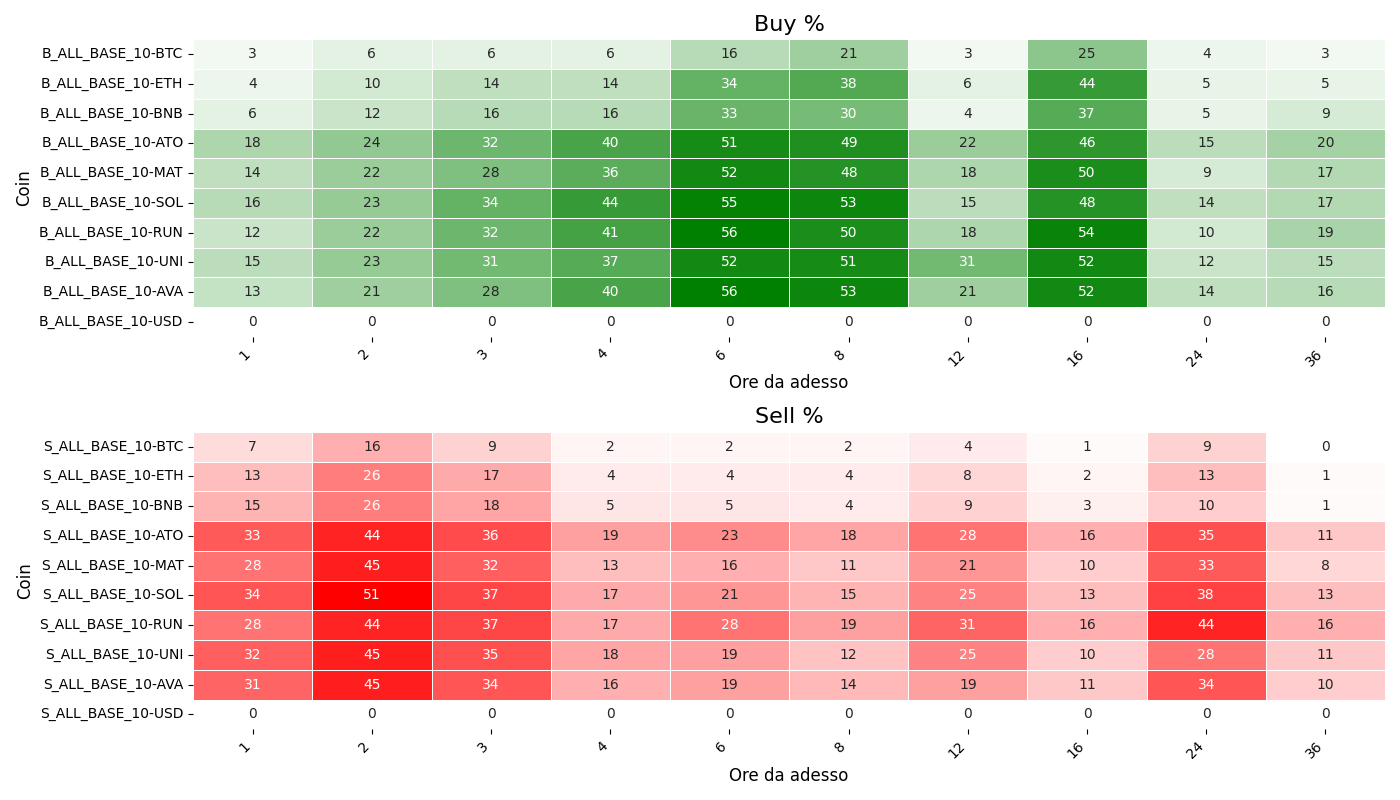 Buy %
Coin
B_ALL_BASE_10-BTC 3 6 6 6 16 21 3 25 4 3
B_ALL_BASE_10-ETH 4 10 14 14 34 38 6 44 5 5
B_ALL_BASE_10-BNB 6 12 16 16 33 30 4 37 5 9
B_ALL_BASE_10-ATO 18 24 32 40 51 49 22 46 15 20
B_ALL_BASE_10-MAT 14 22 28 36 52 48 18 50 9 17
B_ALL_BASE_10-SOL 16 23 34 44 55 53 15 48 14 17
B_ALL_BASE_10-RUN 12 22 32 41 56 50 18 54 10 19
B_ALL_BASE_10-UNI 15 23 31 37 52 51 31 52 12 15
B_ALL_BASE_10-AVA 13 21 28 40 56 53 21 52 14 16
B_ALL_BASE_10-USD 0 0 0 0 0 0 0 0 0 0
1 2 3 4 6 8 12 16 24 36
Ore da adesso
Sell %
Coin
S_ALL_BASE_10-BTC 7 16 9 2 2 2 4 1 9 0
S_ALL_BASE_10-ETH 13 26 17 4 4 4 8 2 13 1
S_ALL_BASE_10-BNB 15 26 18 5 5 4 9 3 10 1
S_ALL_BASE_10-ATO 33 44 36 19 23 18 28 16 35 11
S_ALL_BASE_10-MAT 28 45 32 13 16 11 21 10 33 8
S_ALL_BASE_10-SOL 34 51 37 17 21 15 25 13 38 13
S_ALL_BASE_10-RUN 28 44 37 17 28 19 31 16 44 16
S_ALL_BASE_10-UNI 32 45 35 18 19 12 25 10 28 11
S_ALL_BASE_10-AVA 31 45 34 16 19 14 19 11 34 10
S_ALL_BASE_10-USD 0 0 0 0 0 0 0 0 0 0
1 2 3 4 6 8 12 16 24 36
Ore da adesso